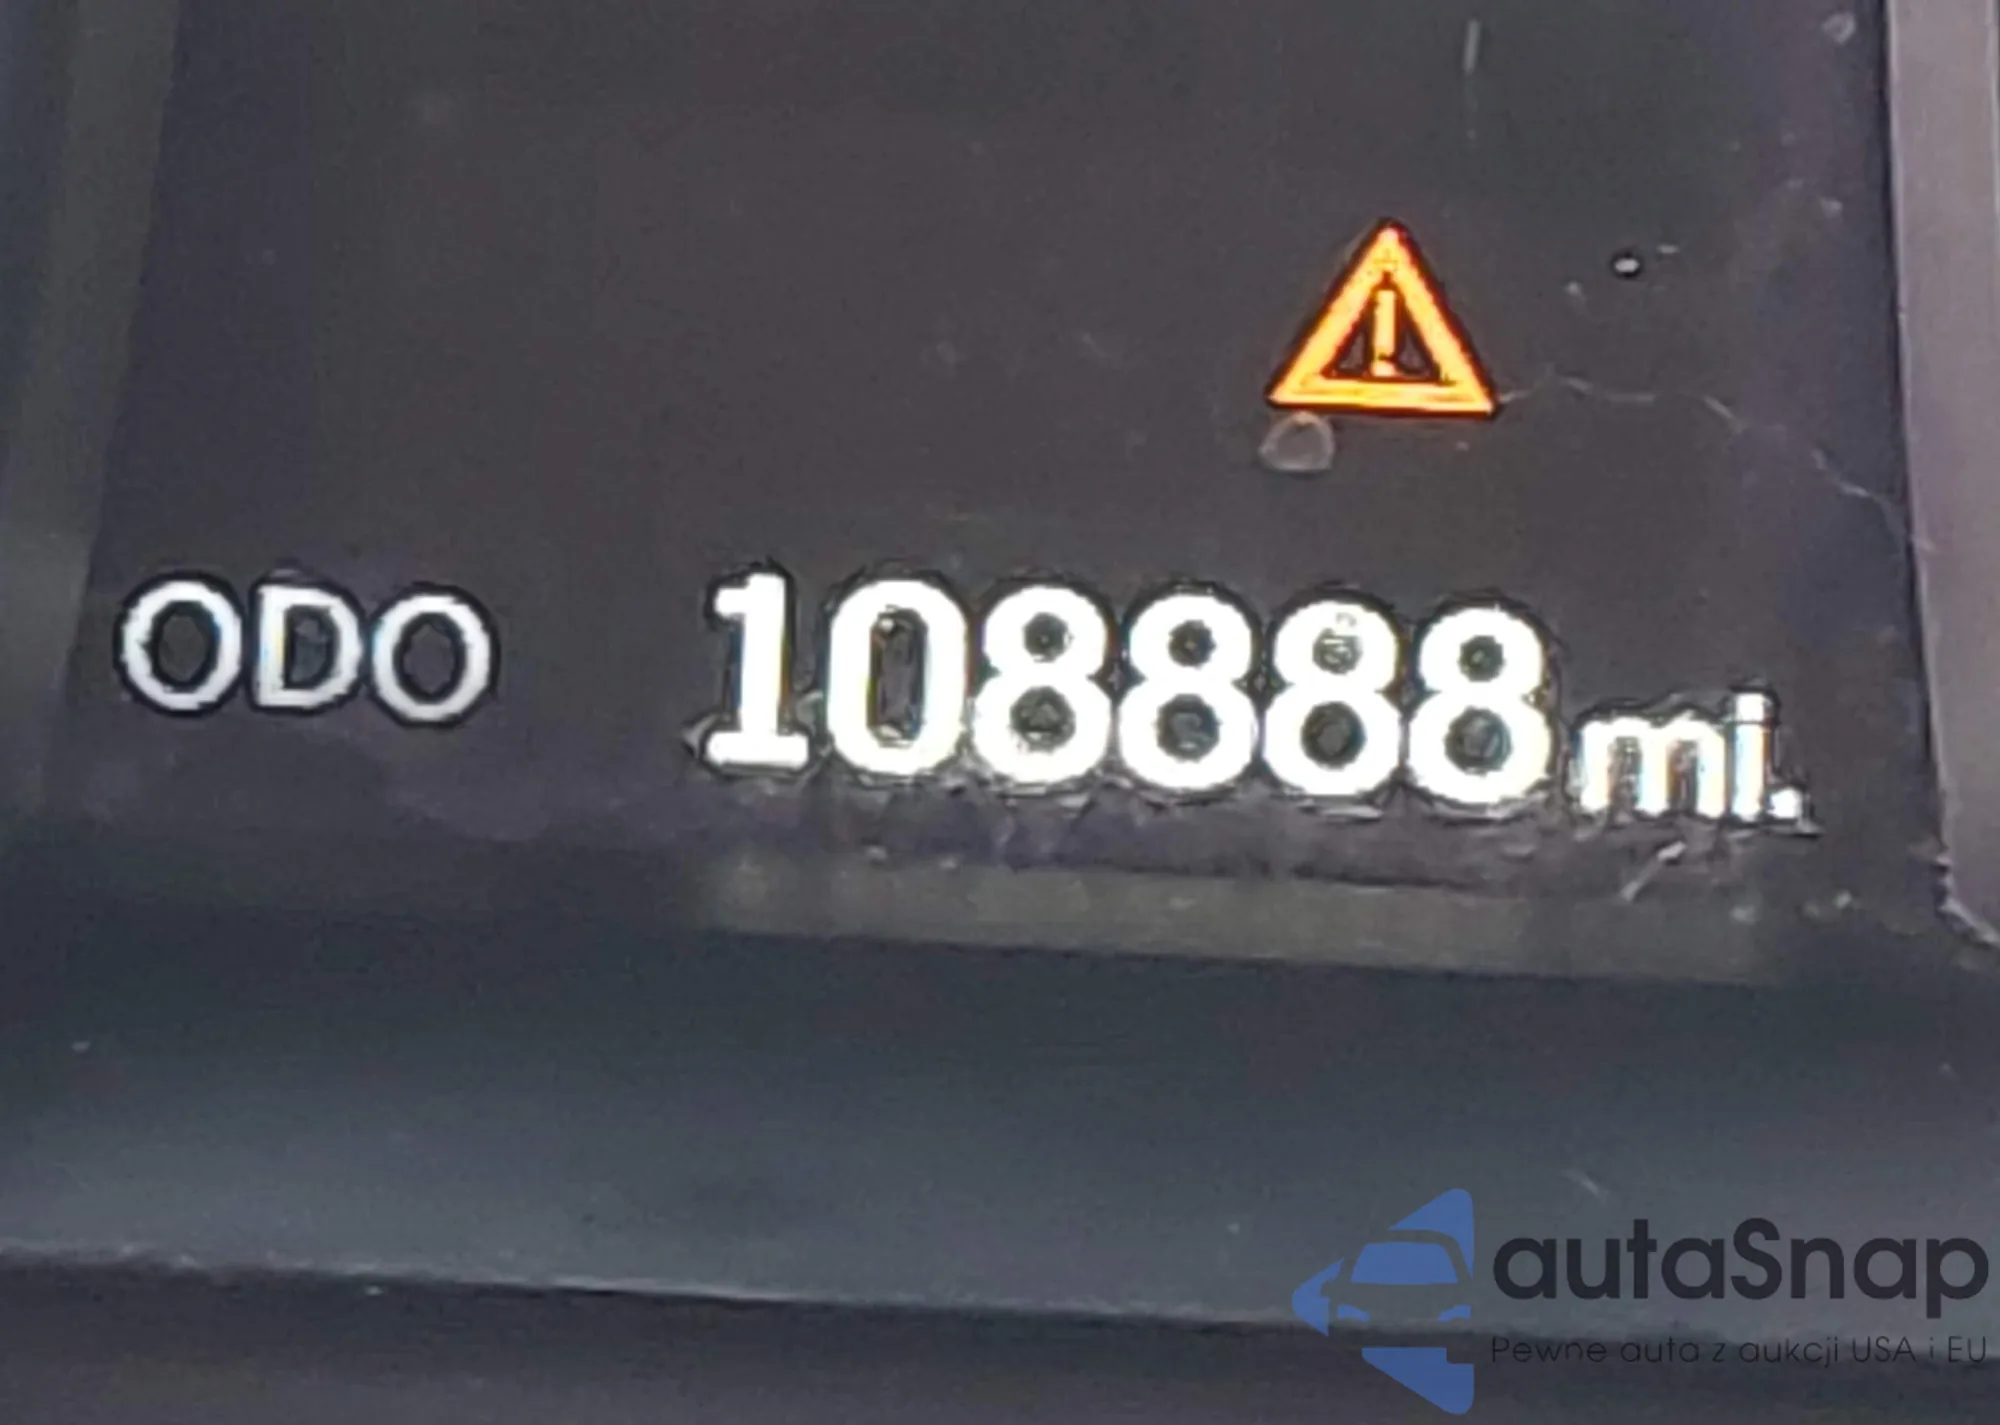 ODO 108888 mi.
autaSnap
Pewne auta z aukcji USA i EU